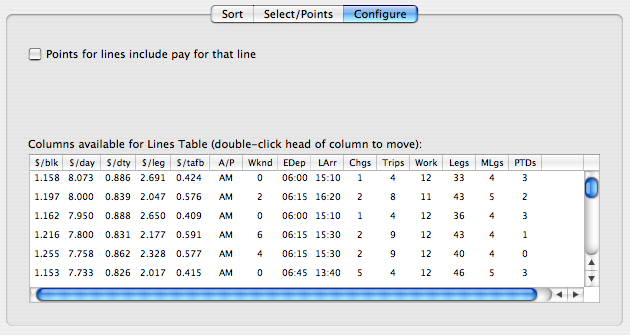 Sort Select/Points Configure
Points for lines include pay for that line
Columns available for Lines Table (double-click head of column to move):
$/blk $/day $/dty $/leg $/tafb A/P Wknd EDep LArr Chgs Trips Work Legs MLgs PTDs
1.158 8.073 0.886 2.691 0.424 AM 0 06:00 15:10 1 4 12 33 4 3
1.197 8.000 0.839 2.047 0.576 AM 2 06:15 16:20 2 8 11 43 5 2
1.162 7.950 0.888 2.650 0.409 AM 0 06:00 15:10 1 4 12 36 4 3
1.216 7.800 0.831 2.177 0.591 AM 6 06:15 15:30 2 9 12 43 4 1
1.255 7.758 0.862 2.328 0.577 AM 4 06:15 15:30 2 9 12 40 4 0
1.153 7.733 0.826 2.017 0.415 AM 0 06:45 13:40 5 4 12 46 5 3